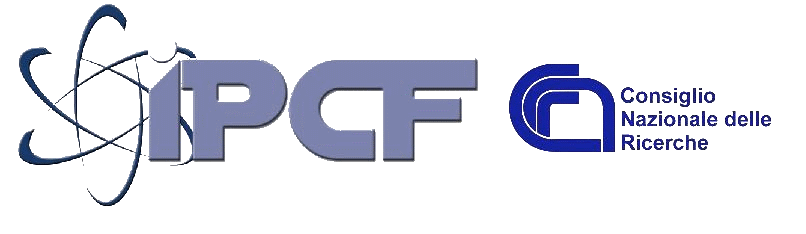 iPCF
Consiglio
Nazionale delle
Ricerche